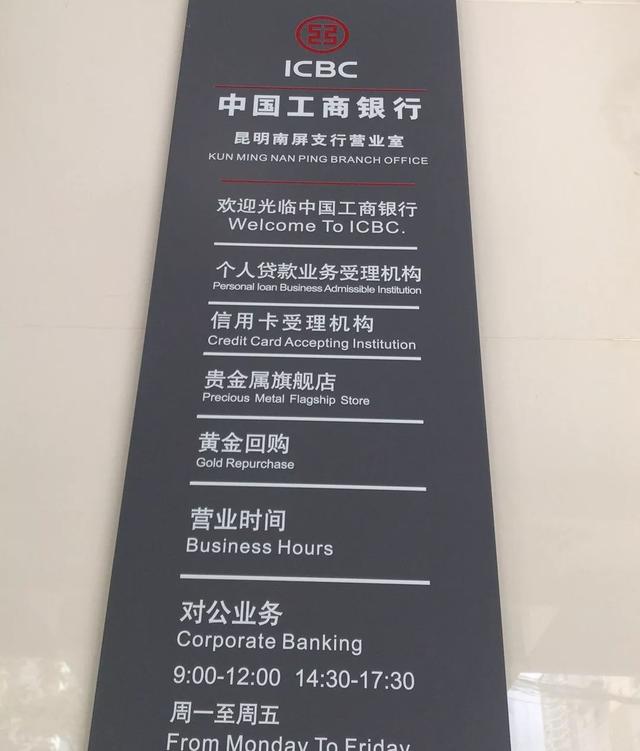 ICBC
中国工商银行
昆明南屏支行营业室
KUN MING NAN PING BRANCH OFFICE
欢迎光临中国工商银行
Welcome To ICBC.
个人贷款业务受理机构
Personal loan Business Admissible Institution
信用卡受理机构
Credit Card Accepting Institution
贵金属旗舰店
Precious Metal Flagship Store
黄金回购
Gold Repurchase
营业时间
Business Hours
对公业务
Corporate Banking
9:00-12:00 14:30-17:30
周一至周五
From Monday To Friday